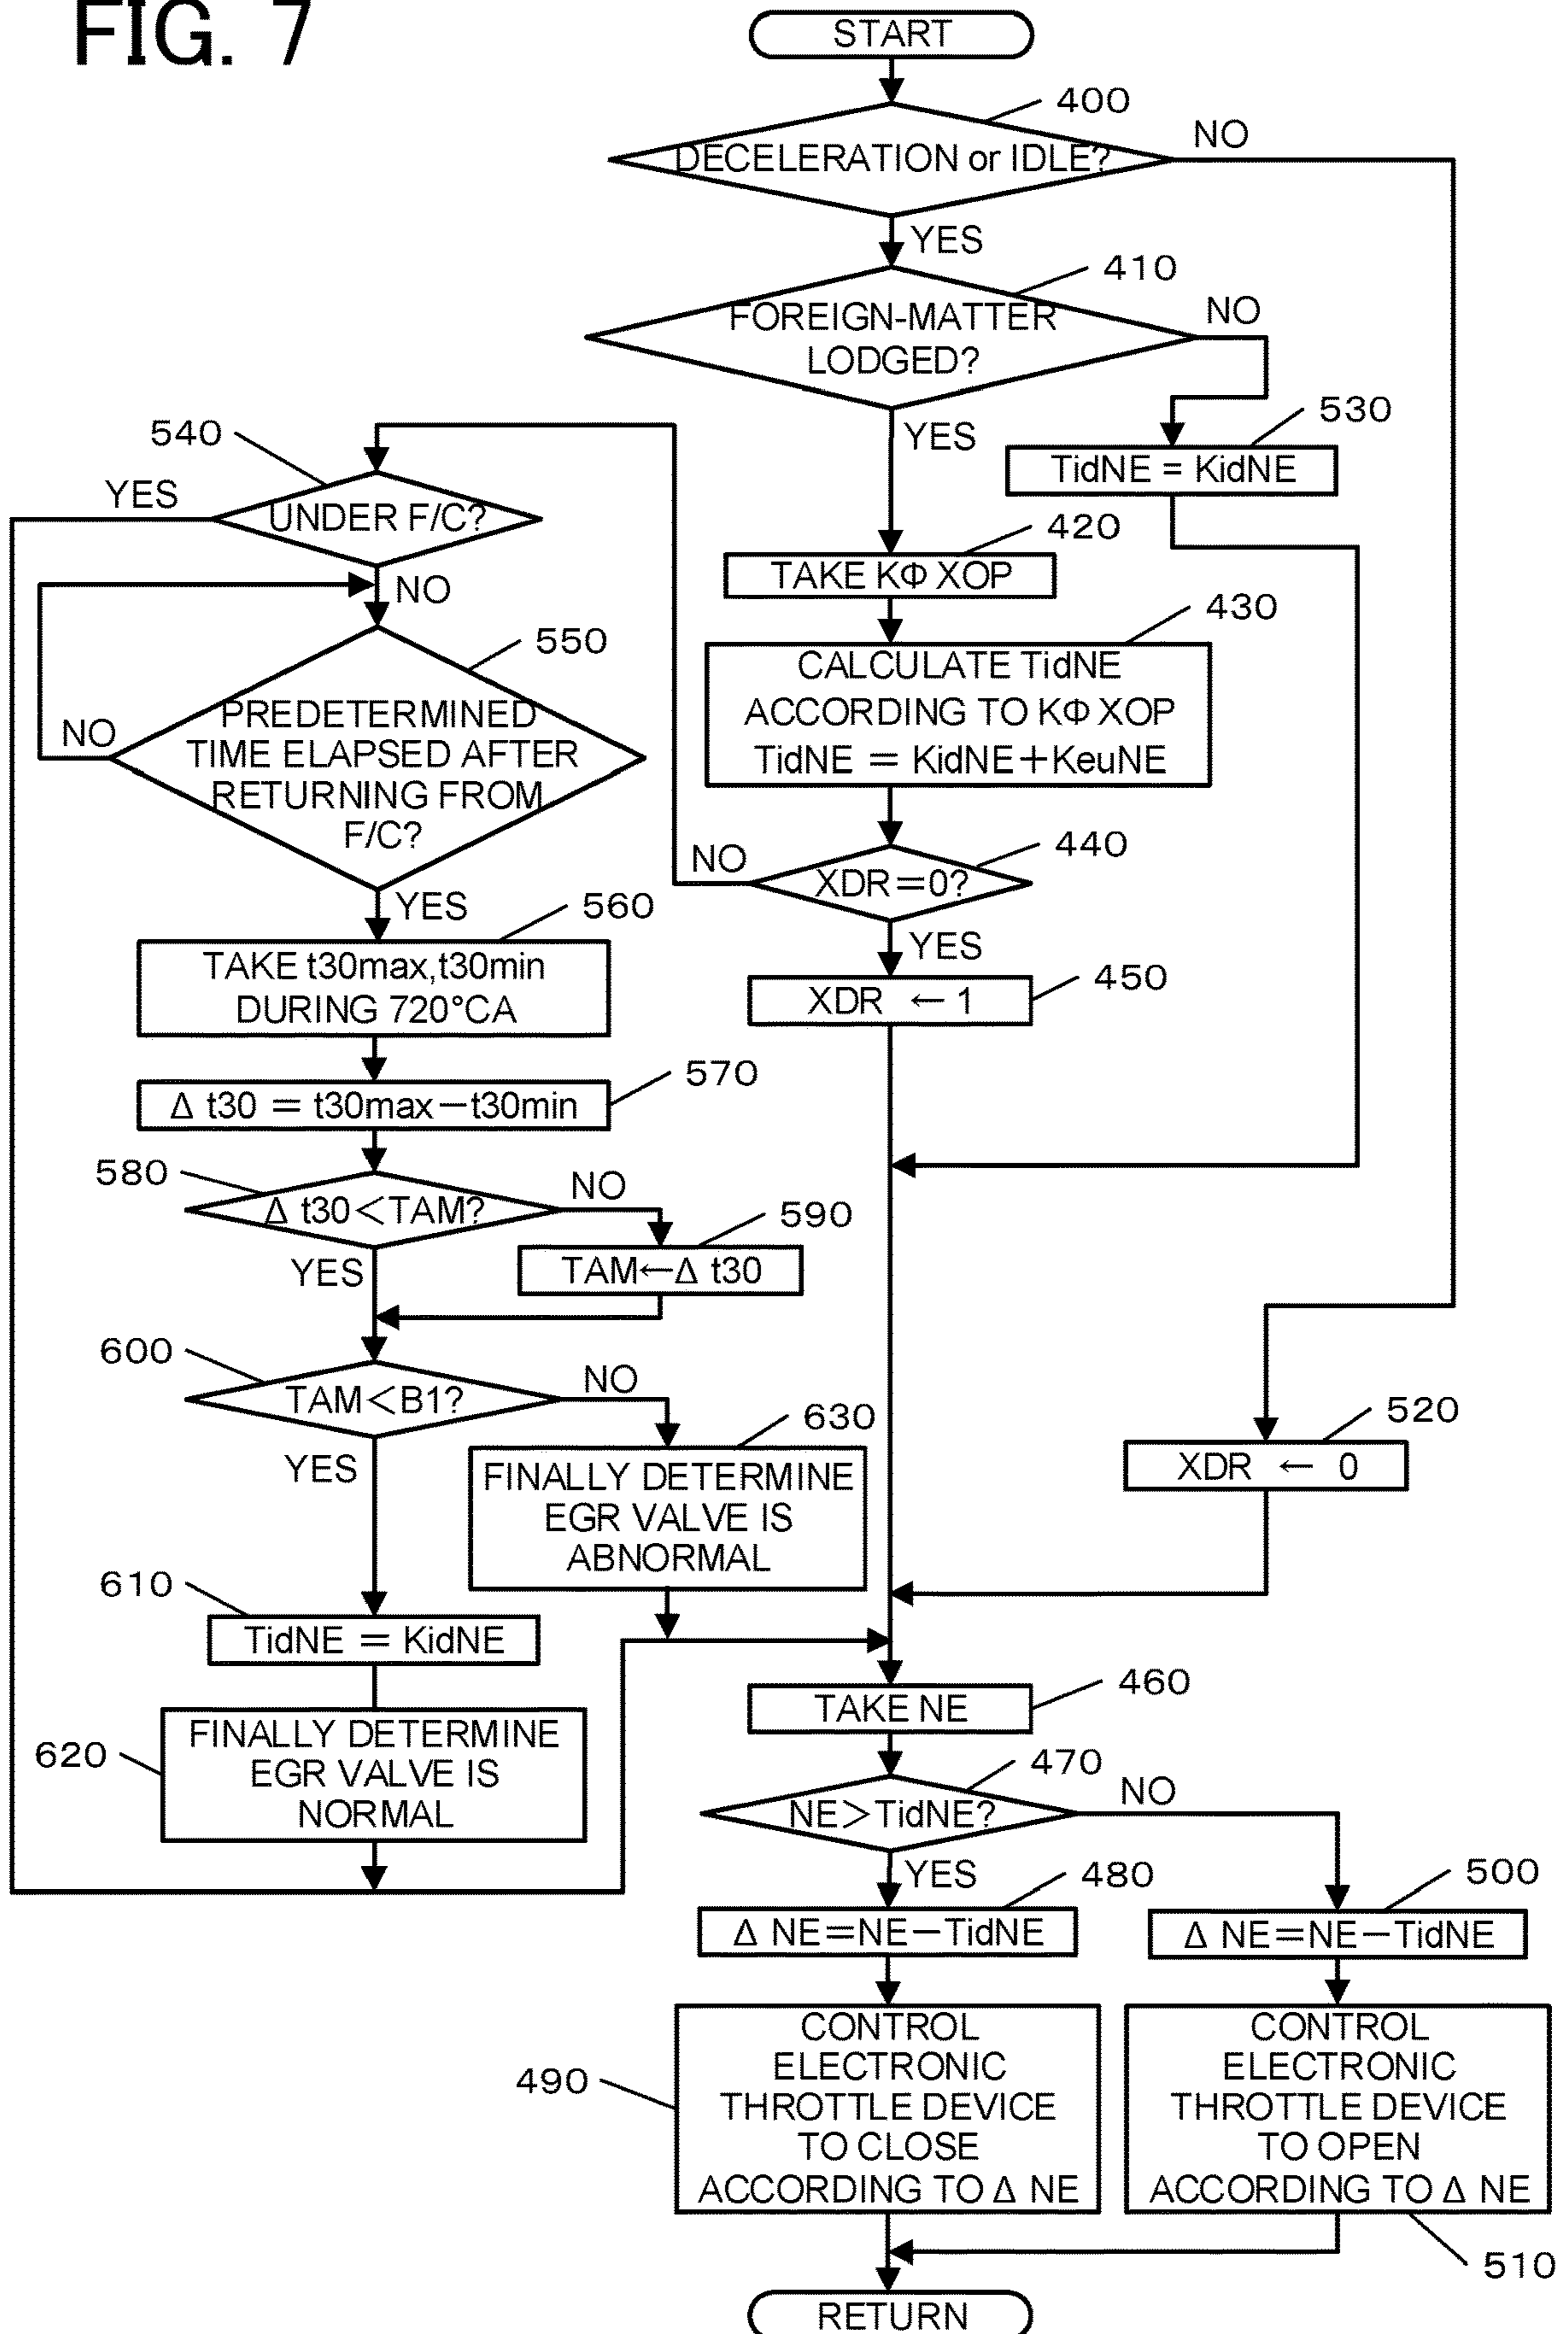 FIG. 7
START
400
DECELERATION or IDLE?
NO
YES
410
FOREIGN-MATTER
LODGED?
NO
YES
530
TidNE = KidNE
540
YES
UNDER F/C?
NO
420
TAKE KΦ XOP
430
CALCULATE TidNE
ACCORDING TO KΦ XOP
TidNE = KidNE+KeuNE
550
NO
PREDETERMINED
TIME ELAPSED AFTER
RETURNING FROM
F/C?
YES
440
NO
XDR=0?
YES
450
XDR ← 1
560
TAKE t30max,t30min
DURING 720°CA
570
Δ t30 = t30max−t30min
580
Δ t30<TAM?
NO
YES
590
TAM←Δ t30
600
TAM<B1?
NO
YES
630
FINALLY DETERMINE
EGR VALVE IS
ABNORMAL
520
XDR ← 0
610
TidNE = KidNE
620
FINALLY DETERMINE
EGR VALVE IS
NORMAL
460
TAKE NE
470
NE>TidNE?
NO
YES
480
Δ NE=NE−TidNE
500
Δ NE=NE−TidNE
490
CONTROL
ELECTRONIC
THROTTLE DEVICE
TO CLOSE
ACCORDING TO Δ NE
CONTROL
ELECTRONIC
THROTTLE DEVICE
TO OPEN
ACCORDING TO Δ NE
510
RETURN